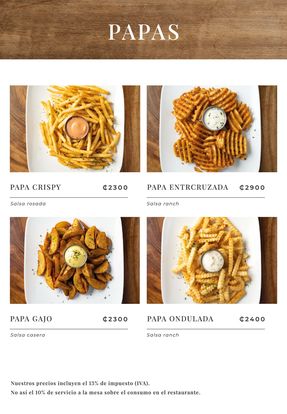 PAPAS
PAPA CRISPY ₡2300
Salsa rosada
PAPA ENTRCRUZADA ₡2900
Salsa ranch
PAPA GAJO ₡2300
Salsa casera
PAPA ONDULADA ₡2400
Salsa ranch
Nuestros precios incluyen el 13% de impuesto (IVA).
No así el 10% de servicio a la mesa sobre el consumo en el restaurante.